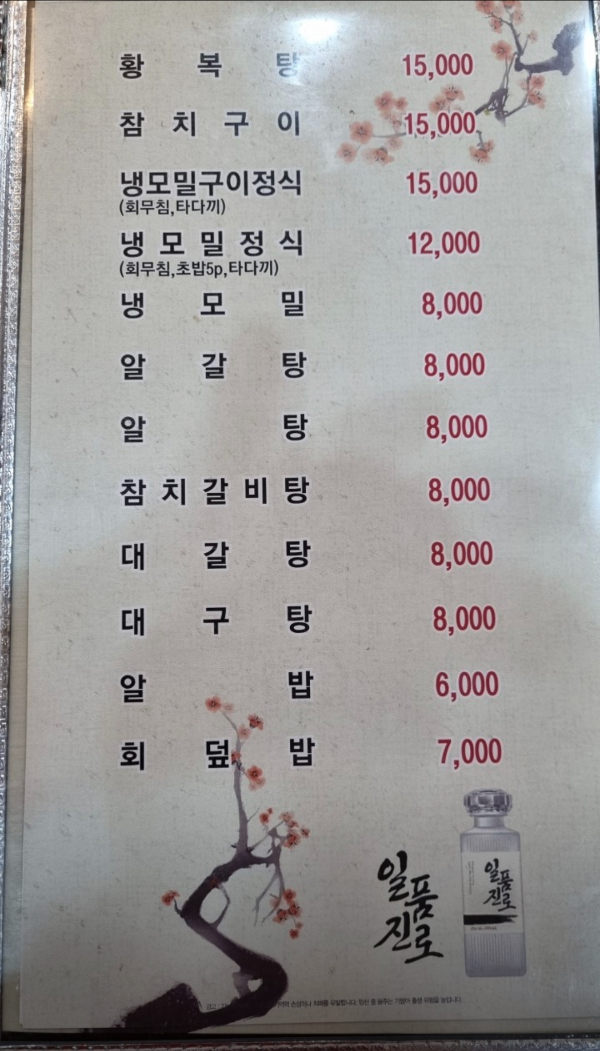 황 복 탕 15,000
참 치 구 이 15,000
냉모밀구이정식 15,000
(회무침,타다끼)
냉 모 밀 정 식 12,000
(회무침,초밥5p,타다끼)
냉 모 밀 8,000
알 갈 탕 8,000
알 탕 8,000
참 치 갈 비 탕 8,000
대 갈 탕 8,000
대 구 탕 8,000
알 밥 6,000
회 덮 밥 7,000
일품
진로
일품
진로